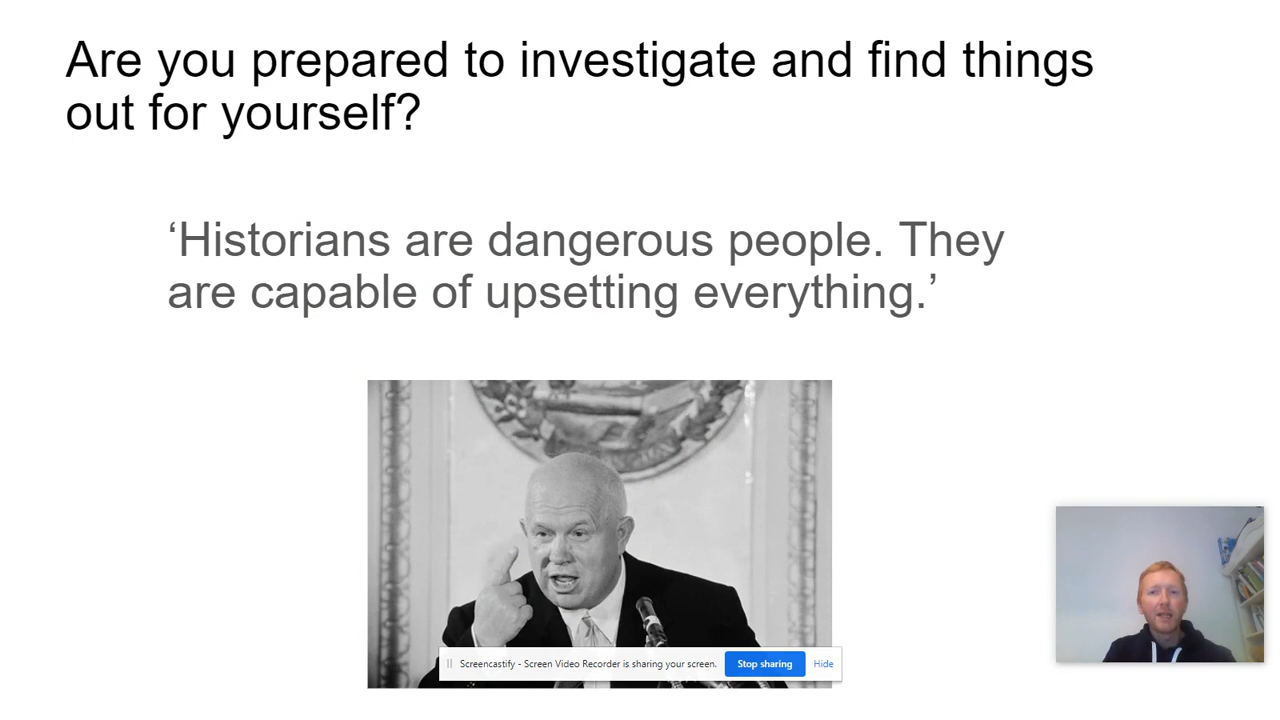 Are you prepared to investigate and find things
out for yourself?
‘Historians are dangerous people. They
are capable of upsetting everything.’
Screencastify - Screen Video Recorder is sharing your screen.
Stop sharing
Hide